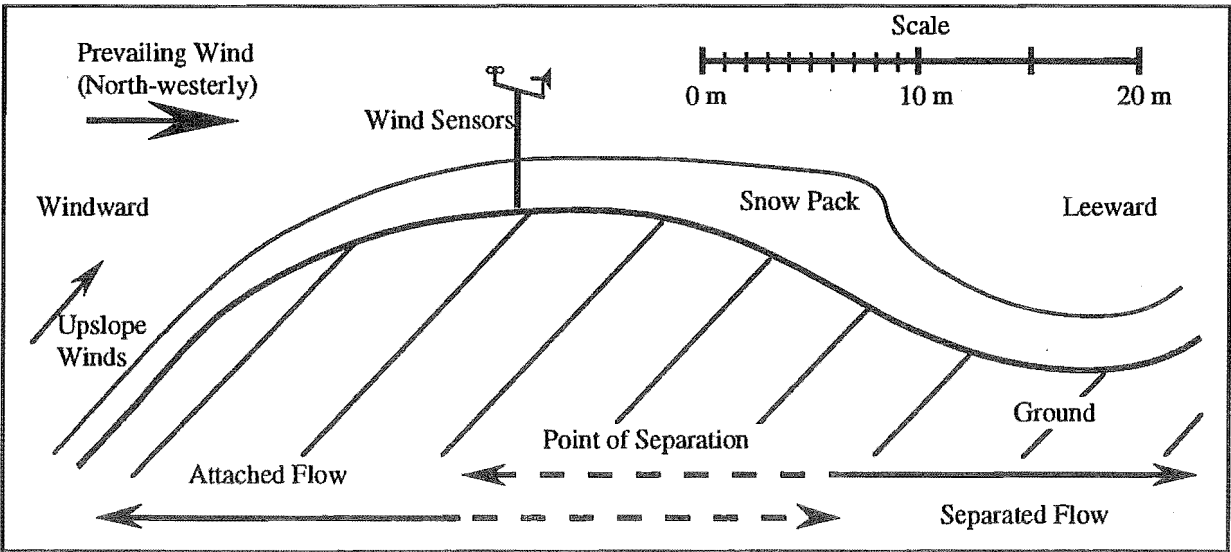 Prevailing Wind
(North-westerly)
Scale
0 m
10 m
20 m
Wind Sensors
Windward
Snow Pack
Leeward
Upslope
Winds
Ground
Point of Separation
Attached Flow
Separated Flow